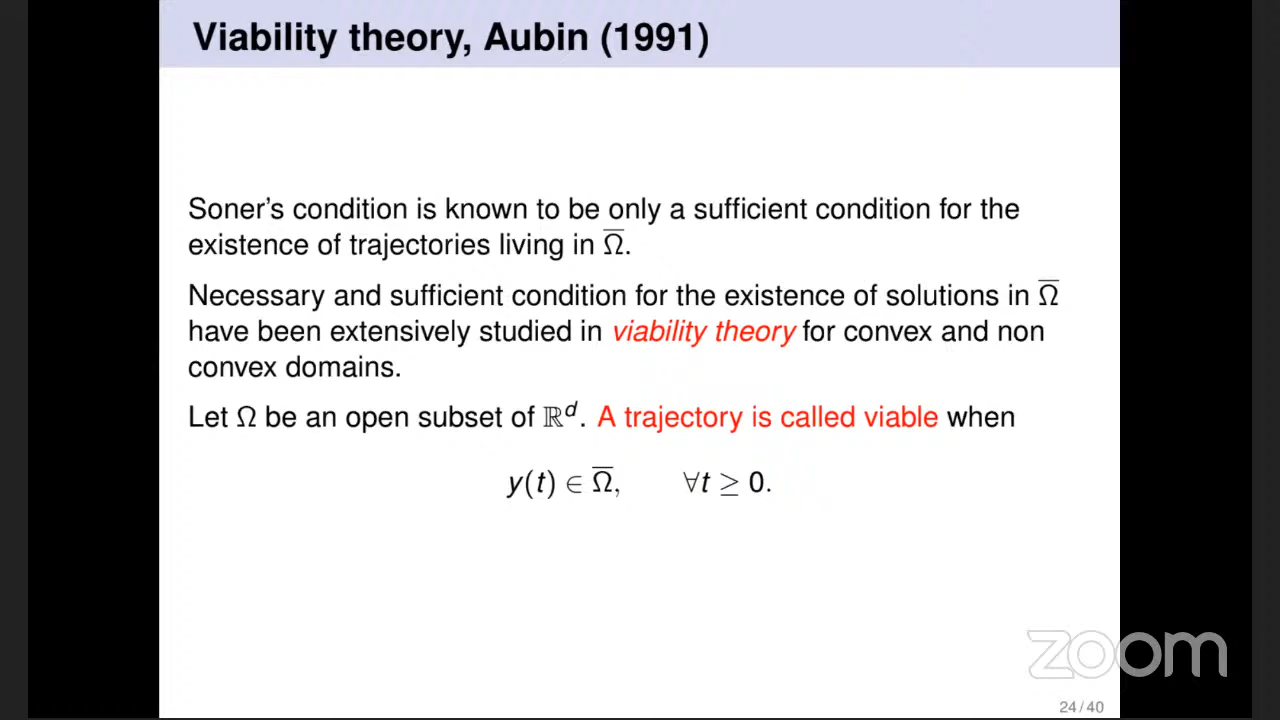 Viability theory, Aubin (1991)
Soner's condition is known to be only a sufficient condition for the
existence of trajectories living in Ω̅.
Necessary and sufficient condition for the existence of solutions in Ω̅
have been extensively studied in viability theory for convex and non
convex domains.
Let Ω be an open subset of ℝᵈ. A trajectory is called viable when
y(t) ∈ Ω̅, ∀t ≥ 0.
zoom
24 / 40